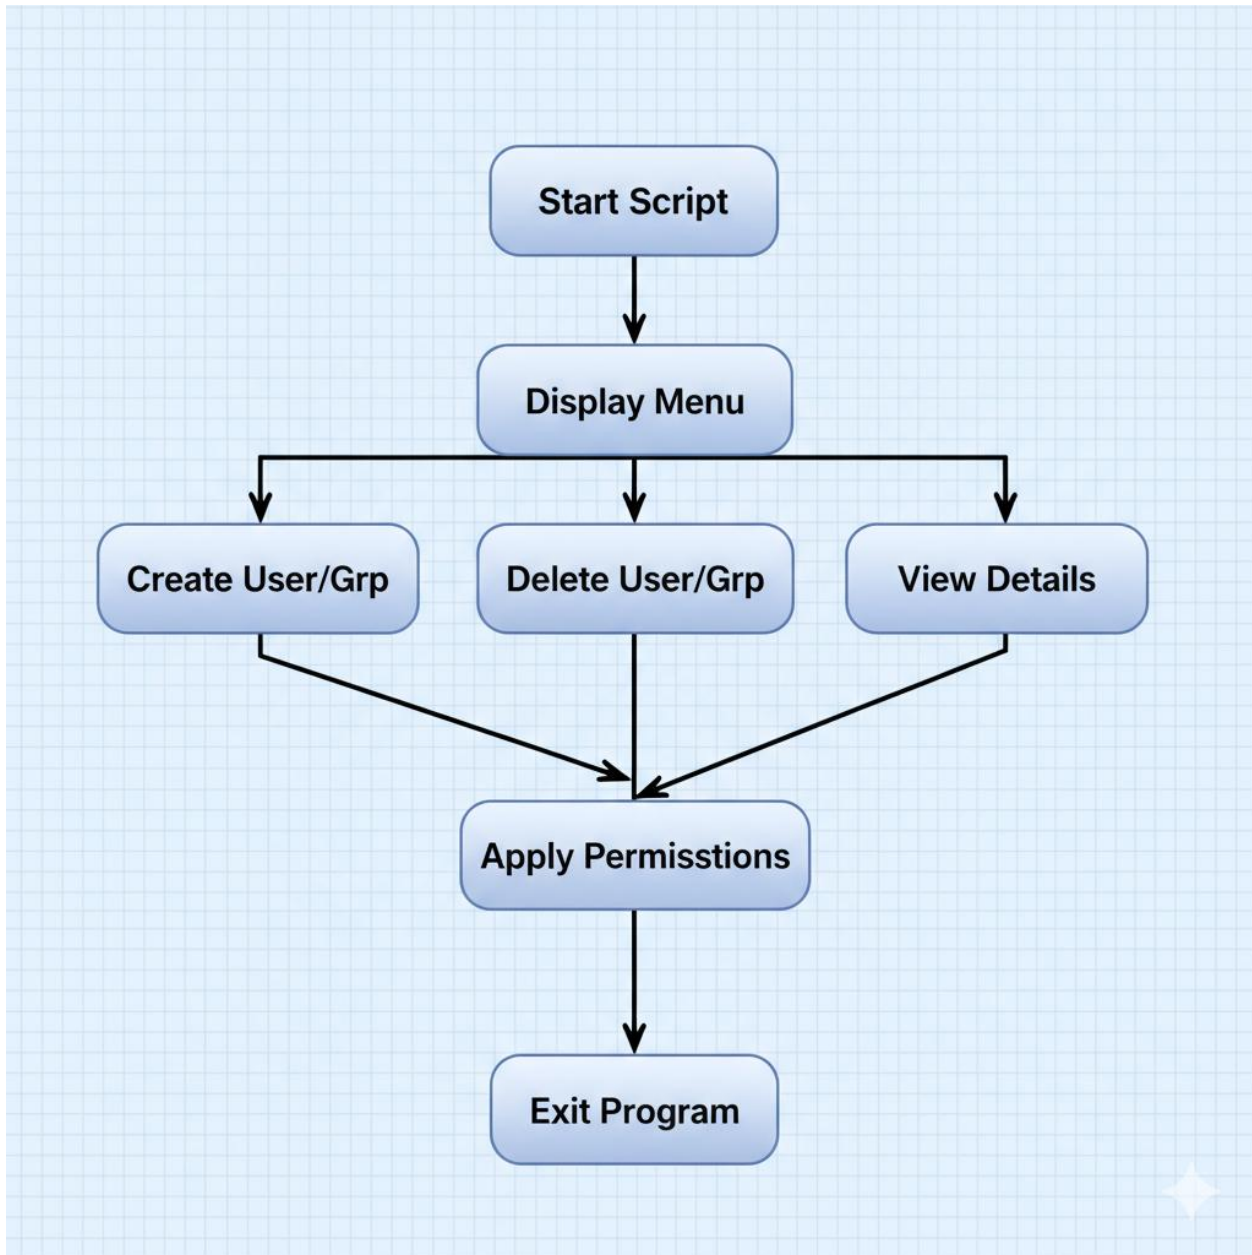 Start Script
Display Menu
Create User/Grp
Delete User/Grp
View Details
Apply Permisstions
Exit Program